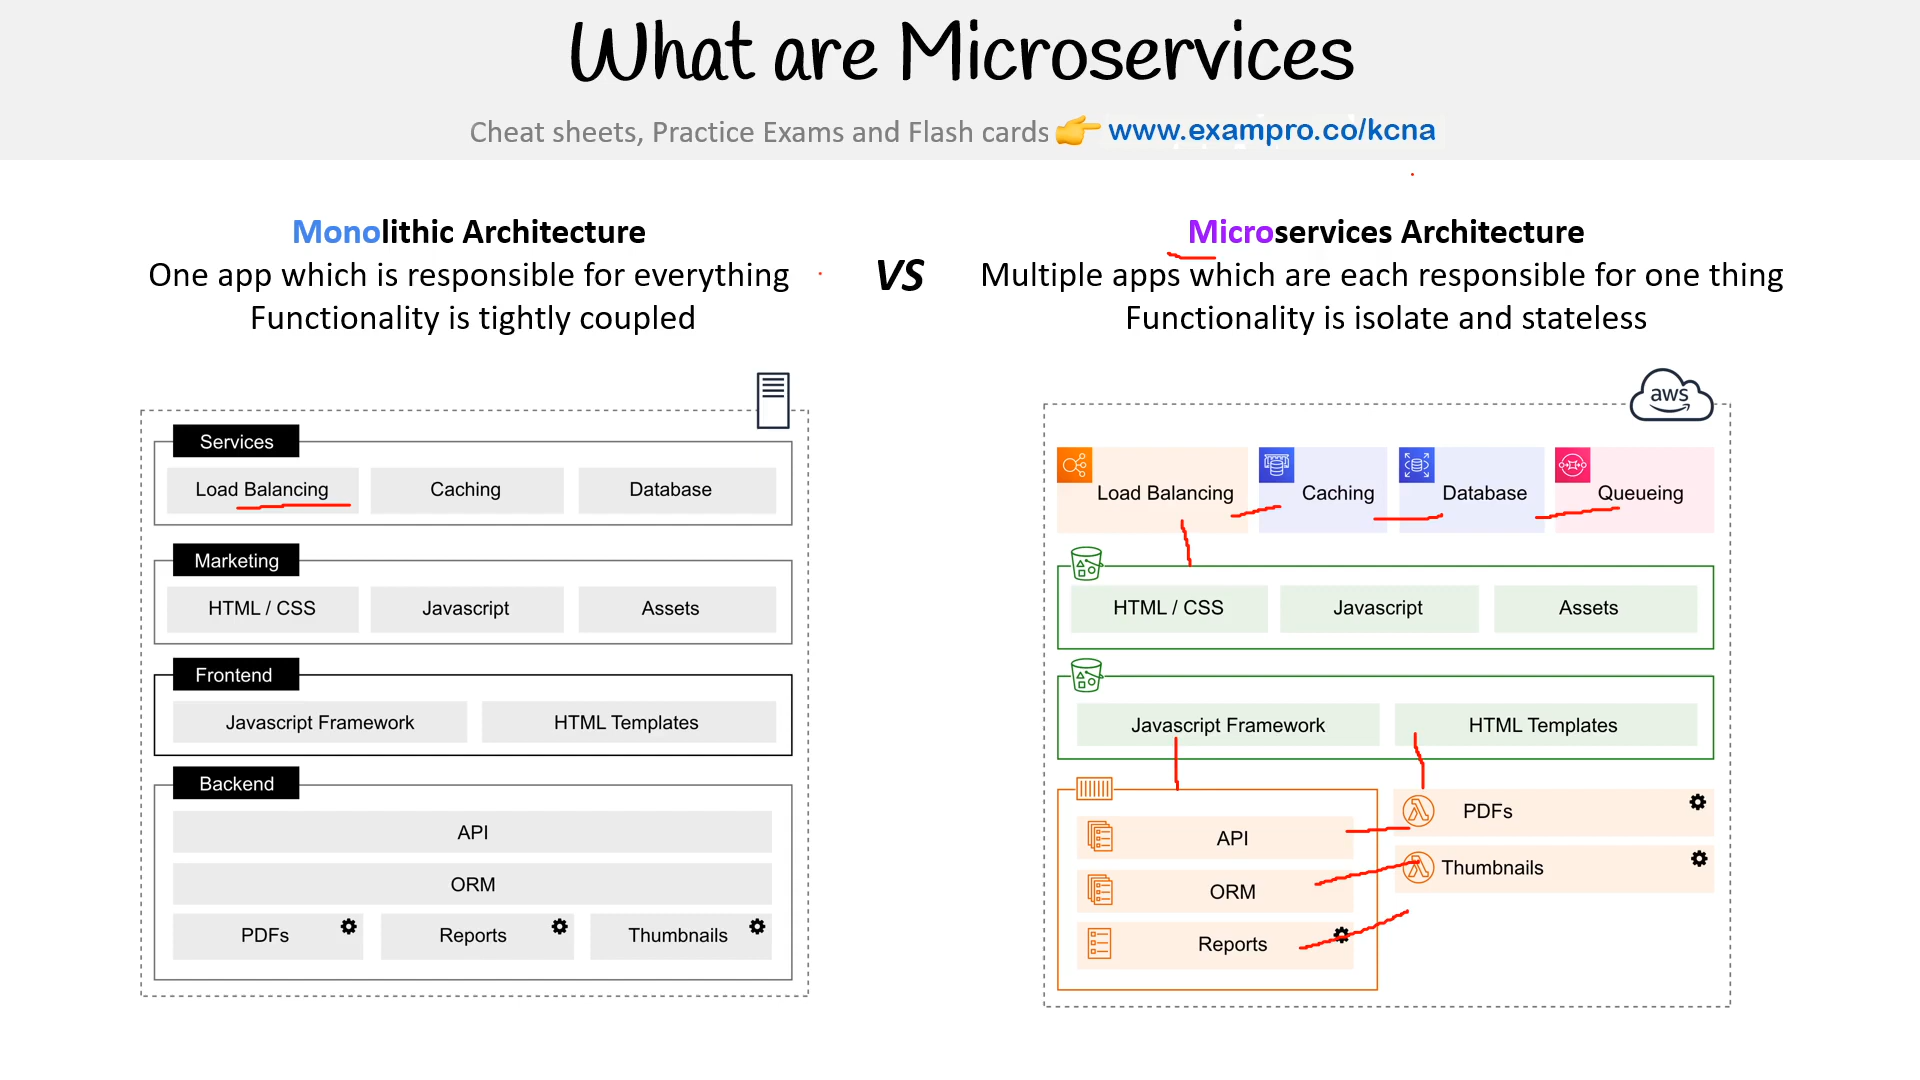 What are Microservices
Cheat sheets, Practice Exams and Flash cards www.exampro.co/kcna
Monolithic Architecture
One app which is responsible for everything
Functionality is tightly coupled
VS
Microservices Architecture
Multiple apps which are each responsible for one thing
Functionality is isolate and stateless
Services
Load Balancing Caching Database
Marketing
HTML / CSS Javascript Assets
Frontend
Javascript Framework HTML Templates
Backend
API
ORM
PDFs Reports Thumbnails
aws
Load Balancing Caching Database Queueing
HTML / CSS Javascript Assets
Javascript Framework HTML Templates
API
ORM
Reports
PDFs
Thumbnails